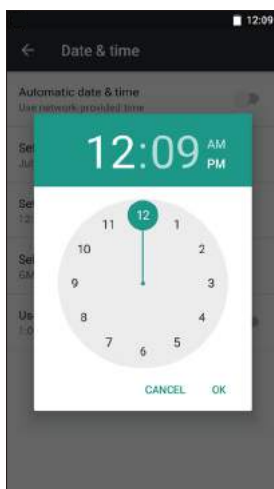 12:09
Date & time
Automatic date & time
Use network-provided time
12:09 AM
PM
12
11 1
10 2
9 3
8 4
7 5
6
CANCEL OK